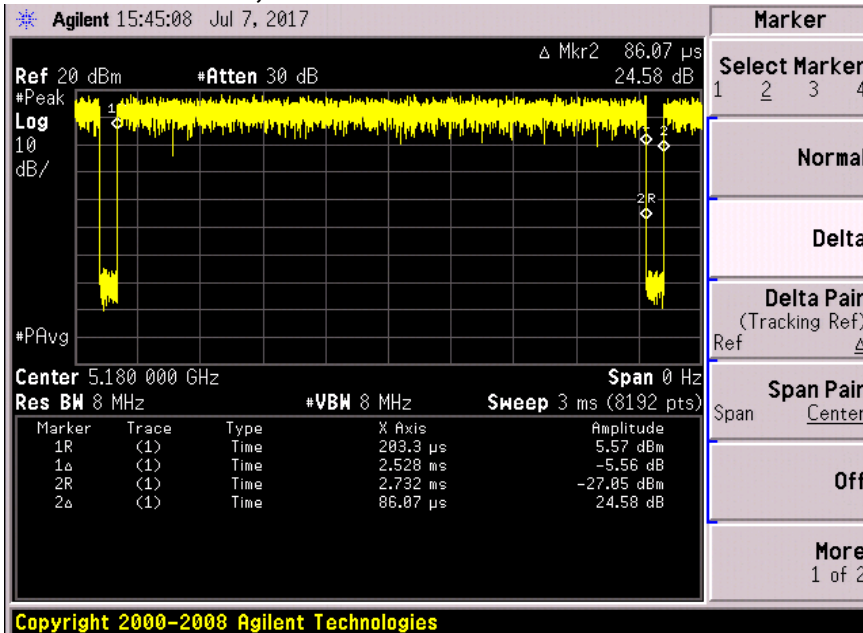 Agilent 15:45:08 Jul 7, 2017
Marker
Δ Mkr2 86.07 µs
Ref 20 dBm #Atten 30 dB 24.58 dB
#Peak
Log
10
dB/
1
2
2R
#PAvg
Center 5.180 000 GHz Span 0 Hz
Res BW 8 MHz #VBW 8 MHz Sweep 3 ms (8192 pts)
Marker Trace Type X Axis Amplitude
1R (1) Time 203.3 µs 5.57 dBm
1Δ (1) Time 2.528 ms -5.56 dB
2R (1) Time 2.732 ms -27.05 dBm
2Δ (1) Time 86.07 µs 24.58 dB
Select Marker
1 2 3 4
Normal
Delta
Delta Pair
(Tracking Ref)
Ref Δ
Span Pair
Span Center
Off
More
1 of 2
Copyright 2000-2008 Agilent Technologies